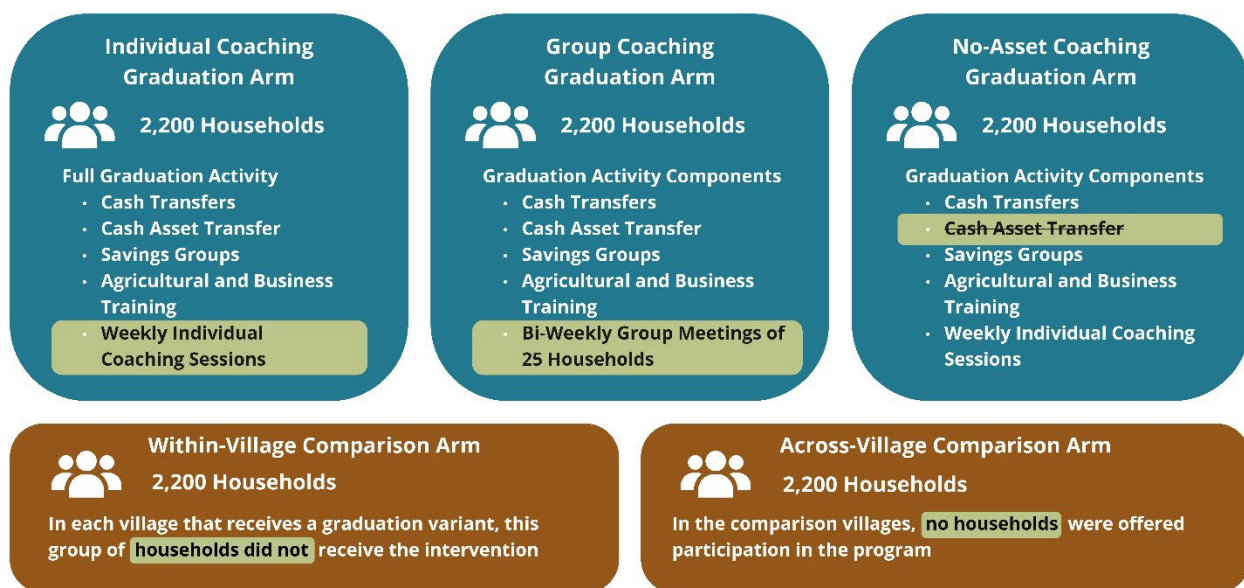 Individual Coaching
Graduation Arm
2,200 Households
Full Graduation Activity
· Cash Transfers
· Cash Asset Transfer
· Savings Groups
· Agricultural and Business
Training
· Weekly Individual
Coaching Sessions
Group Coaching
Graduation Arm
2,200 Households
Graduation Activity Components
· Cash Transfers
· Cash Asset Transfer
· Savings Groups
· Agricultural and Business
Training
· Bi-Weekly Group Meetings of
25 Households
No-Asset Coaching
Graduation Arm
2,200 Households
Graduation Activity Components
· Cash Transfers
· Cash Asset Transfer
· Savings Groups
· Agricultural and Business
Training
· Weekly Individual Coaching
Sessions
Within-Village Comparison Arm
2,200 Households
In each village that receives a graduation variant, this
group of households did not receive the intervention
Across-Village Comparison Arm
2,200 Households
In the comparison villages, no households were offered
participation in the program